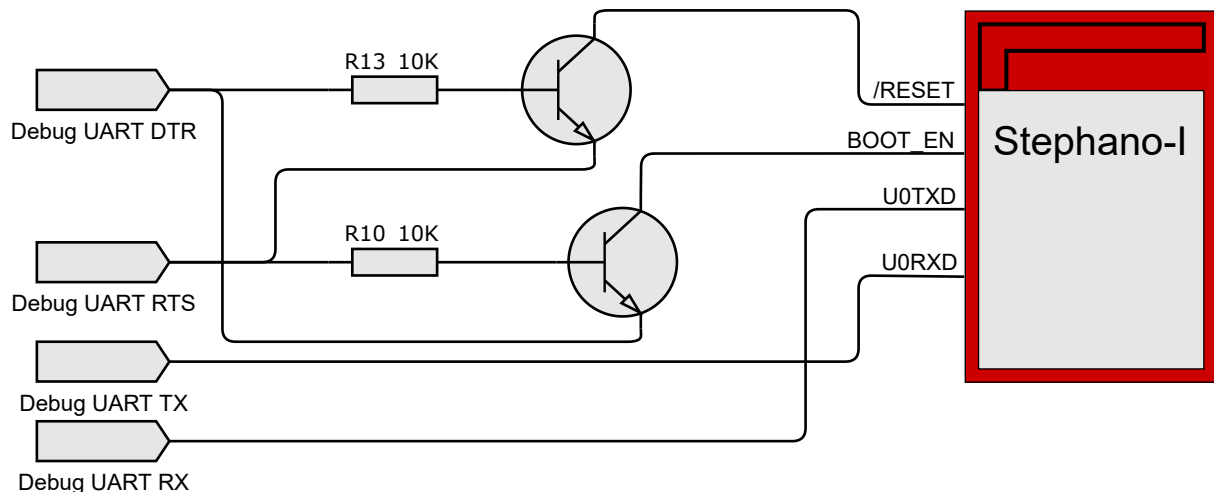 R13 10K
/RESET
Debug UART DTR
BOOT_EN
Stephano-I
U0TXD
R10 10K
U0RXD
Debug UART RTS
Debug UART TX
Debug UART RX